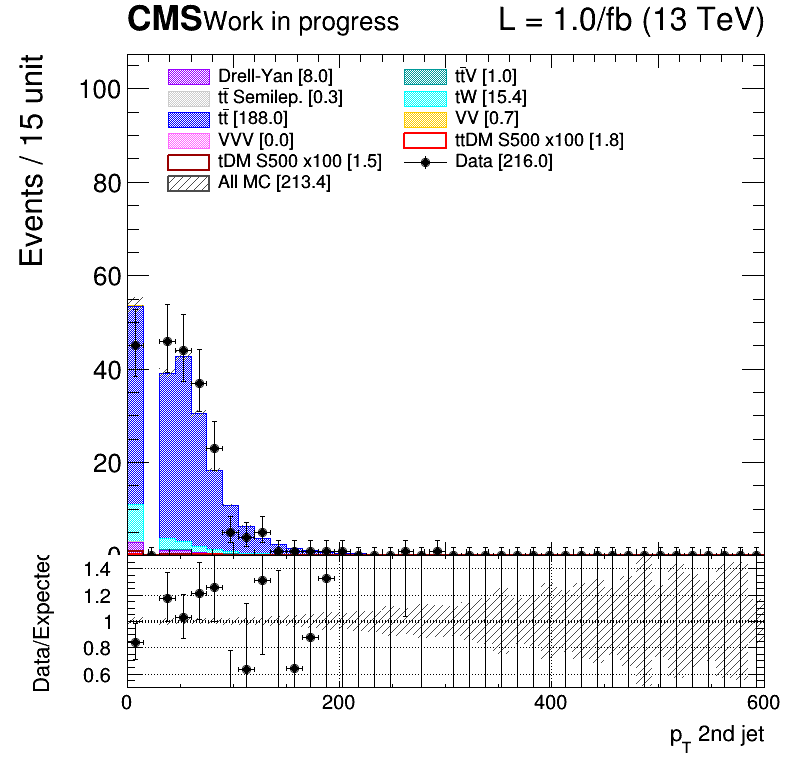 CMS Work in progress L = 1.0/fb (13 TeV)
Events / 15 unit
100
80
60
40
20
0
Drell-Yan [8.0]
tt̄ Semilep. [0.3]
tt̄ [188.0]
VVV [0.0]
tDM S500 x100 [1.5]
All MC [213.4]
tt̄V [1.0]
tW [15.4]
VV [0.7]
ttDM S500 x100 [1.8]
Data [216.0]
Data/Expected
1.4
1.2
1
0.8
0.6
0 200 400 600
p_T 2nd jet